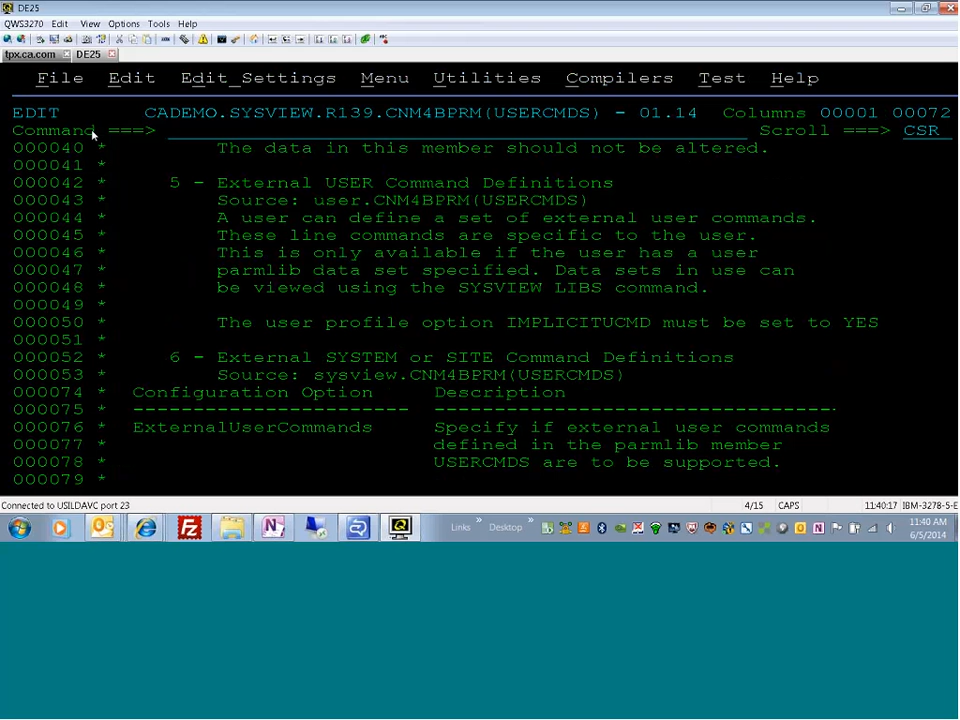 DE25
QWS3270 Edit View Options Tools Help
tpx.ca.com DE25
File Edit Edit_Settings Menu Utilities Compilers Test Help
EDIT CADEMO.SYSVIEW.R139.CNM4BPRM(USERCMDS) - 01.14 Columns 00001 00072
Command ===> Scroll ===> CSR
000040 * The data in this member should not be altered.
000041 *
000042 * 5 - External USER Command Definitions
000043 * Source: user.CNM4BPRM(USERCMDS)
000044 * A user can define a set of external user commands.
000045 * These line commands are specific to the user.
000046 * This is only available if the user has a user
000047 * parmlib data set specified. Data sets in use can
000048 * be viewed using the SYSVIEW LIBS command.
000049 *
000050 * The user profile option IMPLICITUCMD must be set to YES
000051 *
000052 * 6 - External SYSTEM or SITE Command Definitions
000053 * Source: sysview.CNM4BPRM(USERCMDS)
000074 * Configuration Option Description
000075 * ----------------------- ---------------------------------
000076 * ExternalUserCommands Specify if external user commands
000077 * defined in the parmlib member
000078 * USERCMDS are to be supported.
000079 *
Connected to USILDAVC port 23 4/15 CAPS 11:40:17 IBM-3278-5-E
Links » Desktop » 11:40 AM
6/5/2014